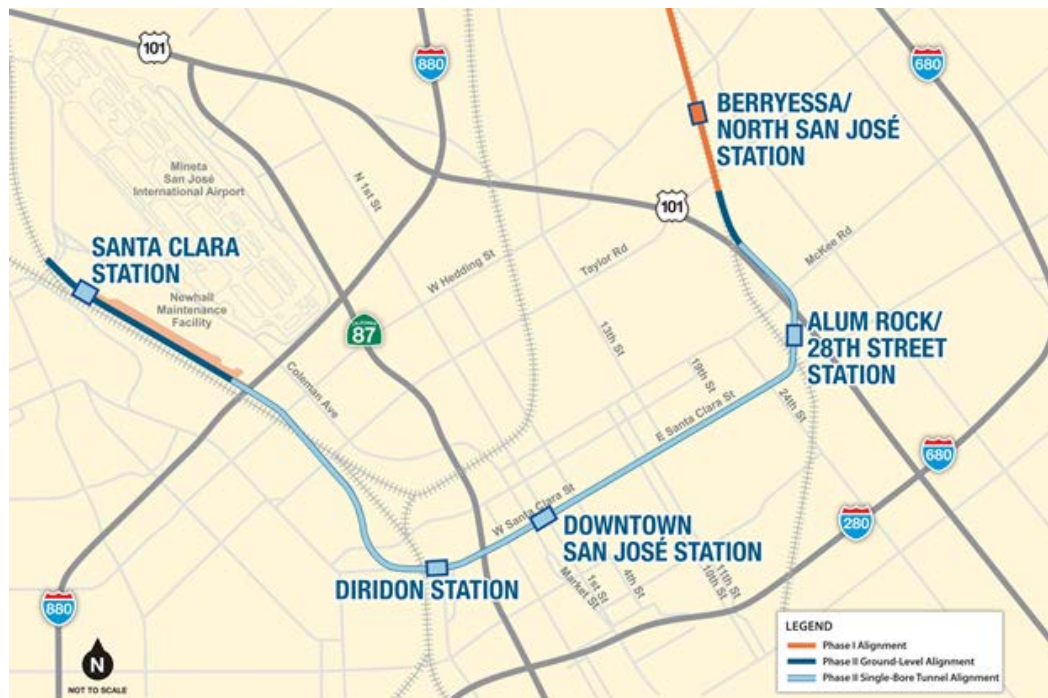 101
880
680
BERRYESSA/
NORTH SAN JOSÉ
STATION
Mineta
San José
International Airport
N 1st St
101
McKee Rd
Taylor Rd
W Hedding St
SANTA CLARA
STATION
Newhall
Maintenance
Facility
CALIFORNIA
87
ALUM ROCK/
28TH STREET
STATION
13th St
19th St
24th St
Coleman Ave
E Santa Clara St
680
W Santa Clara St
280
DOWNTOWN
SAN JOSÉ STATION
DIRIDON STATION
Market St.
1st St
4th St
10th St
11th St
880
N
NOT TO SCALE
LEGEND
Phase I Alignment
Phase II Ground-Level Alignment
Phase II Single-Bore Tunnel Alignment